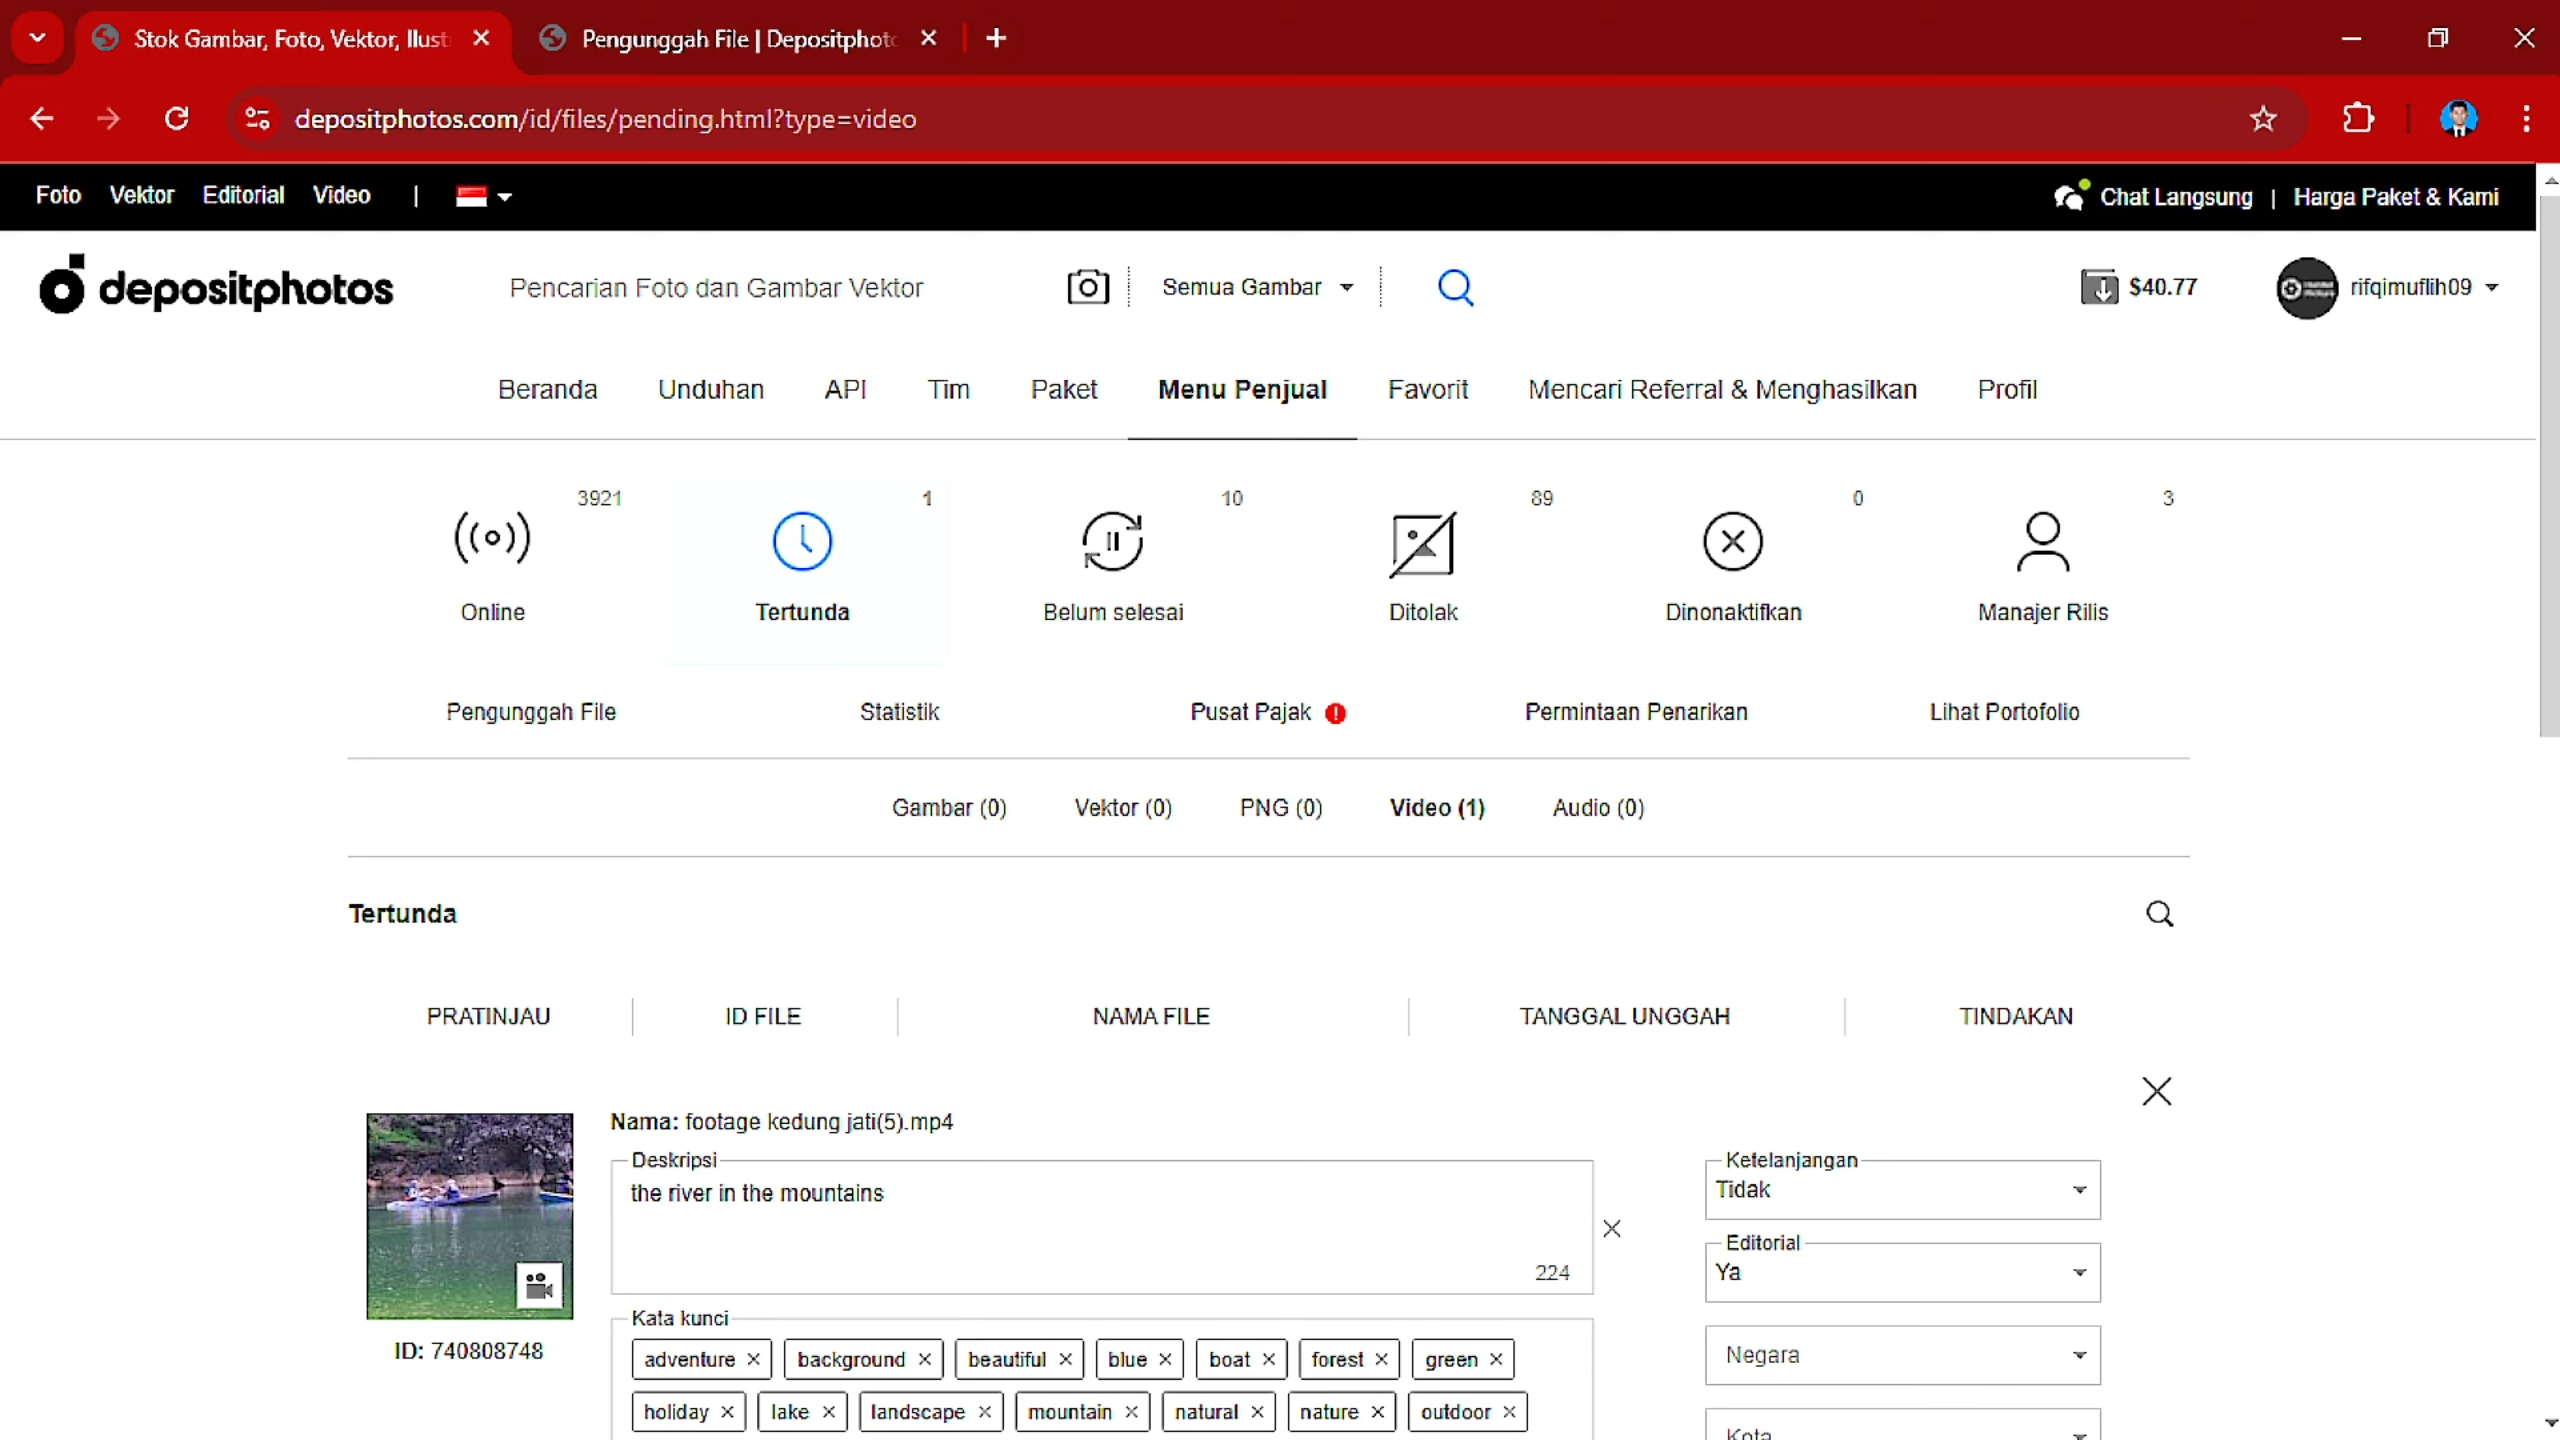 Stok Gambar, Foto, Vektor, Ilust
Pengunggah File | Depositphoto
depositphotos.com/id/files/pending.html?type=video
Foto Vektor Editorial Video |
Chat Langsung | Harga Paket & Kami
depositphotos
Pencarian Foto dan Gambar Vektor
Semua Gambar
$40.77
rifqimuflih09
Beranda Unduhan API Tim Paket Menu Penjual Favorit Mencari Referral & Menghasilkan Profil
3921 1 10 89 0 3
Online Tertunda Belum selesai Ditolak Dinonaktifkan Manajer Rilis
Pengunggah File Statistik Pusat Pajak Permintaan Penarikan Lihat Portofolio
Gambar (0) Vektor (0) PNG (0) Video (1) Audio (0)
Tertunda
PRATINJAU ID FILE NAMA FILE TANGGAL UNGGAH TINDAKAN
Nama: footage kedung jati(5).mp4
Deskripsi
the river in the mountains
224
Ketelanjangan
Tidak
Editorial
Ya
Negara
Kota
ID: 740808748
Kata kunci
adventure background beautiful blue boat forest green
holiday lake landscape mountain natural nature outdoor